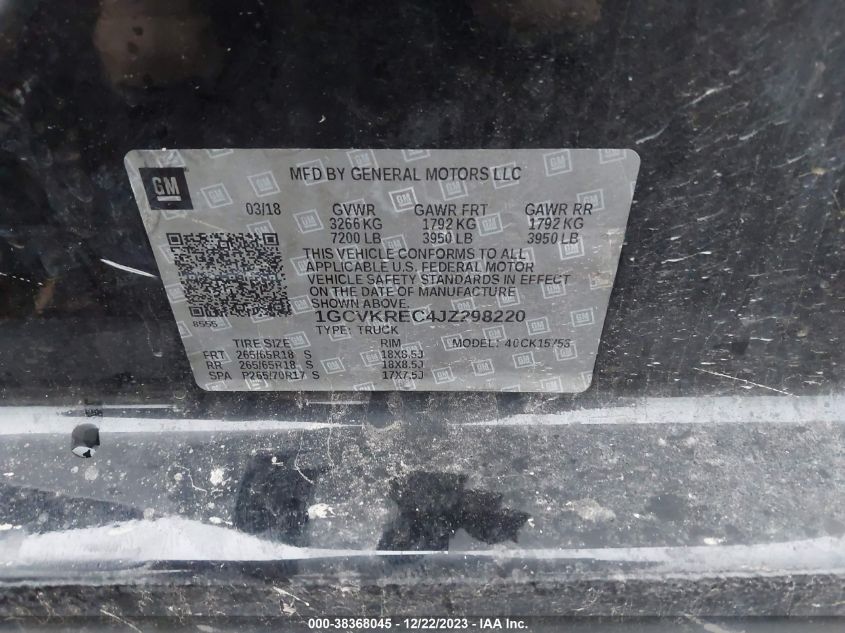 GM
MFD BY GENERAL MOTORS LLC
03/18 GVWR GAWR FRT GAWR RR
3266 KG 1792 KG 1792 KG
7200 LB 3950 LB 3950 LB
THIS VEHICLE CONFORMS TO ALL
APPLICABLE U.S. FEDERAL MOTOR
VEHICLE SAFETY STANDARDS IN EFFECT
ON THE DATE OF MANUFACTURE
SHOWN ABOVE.
8555
1GCVKREC4JZ298220
TYPE: TRUCK
TIRE SIZE RIM MODEL:
FRT 265/65R18 S 18X8.5J
RR 265/65R18 S 18X8.5J
SPA P265/70R17 S 17X7.5J
000-38368045 - 12/22/2023 - IAA Inc.